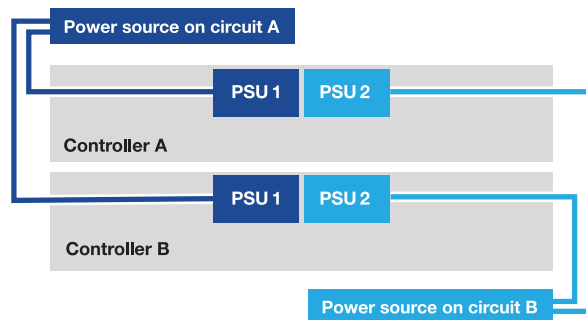 Power source on circuit A
PSU 1 PSU 2
Controller A
PSU 1 PSU 2
Controller B
Power source on circuit B